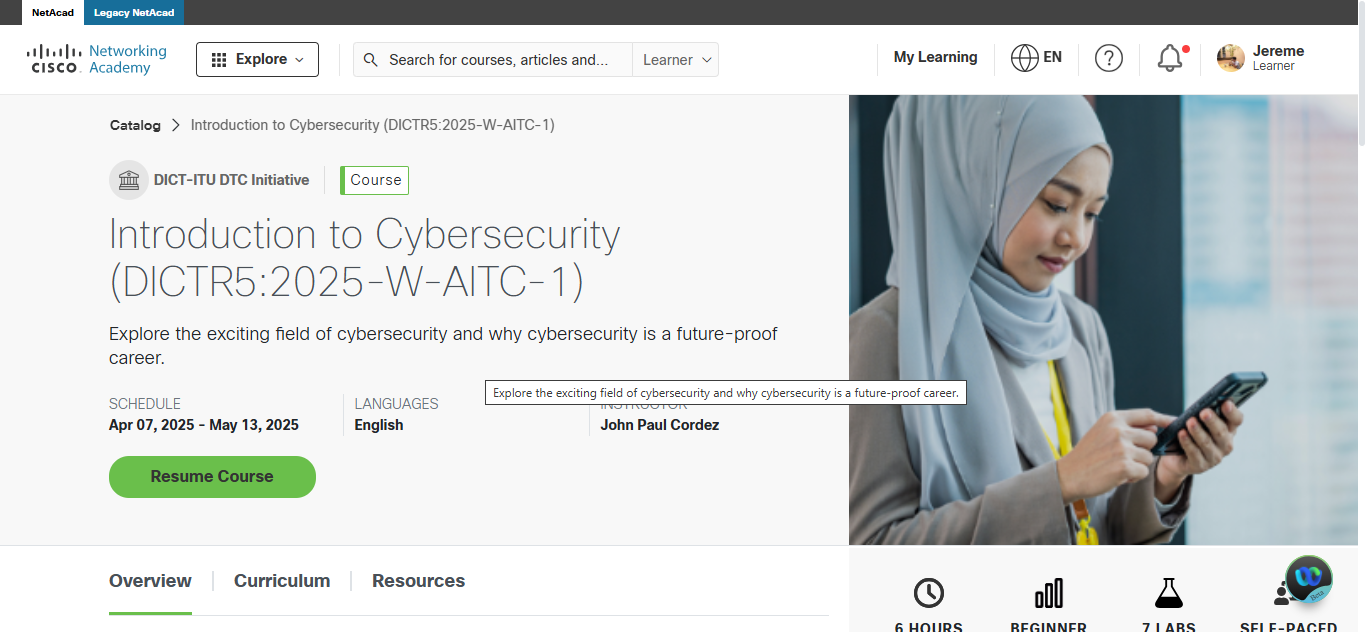 NetAcad
Legacy NetAcad
CISCO
Networking
Academy
Explore
Search for courses, articles and...
Learner
My Learning
EN
?
Jereme
Learner
Catalog
Introduction to Cybersecurity (DICTR5:2025-W-AITC-1)
DICT-ITU DTC Initiative
Course
Introduction to Cybersecurity
(DICTR5:2025-W-AITC-1)
Explore the exciting field of cybersecurity and why cybersecurity is a future-proof
career.
Explore the exciting field of cybersecurity and why cybersecurity is a future-proof career.
SCHEDULE
Apr 07, 2025 - May 13, 2025
LANGUAGES
English
INSTRUCTOR
John Paul Cordez
Resume Course
Overview
Curriculum
Resources
6 HOURS
BEGINNER
7 LABS
SELF-PACED
Beta